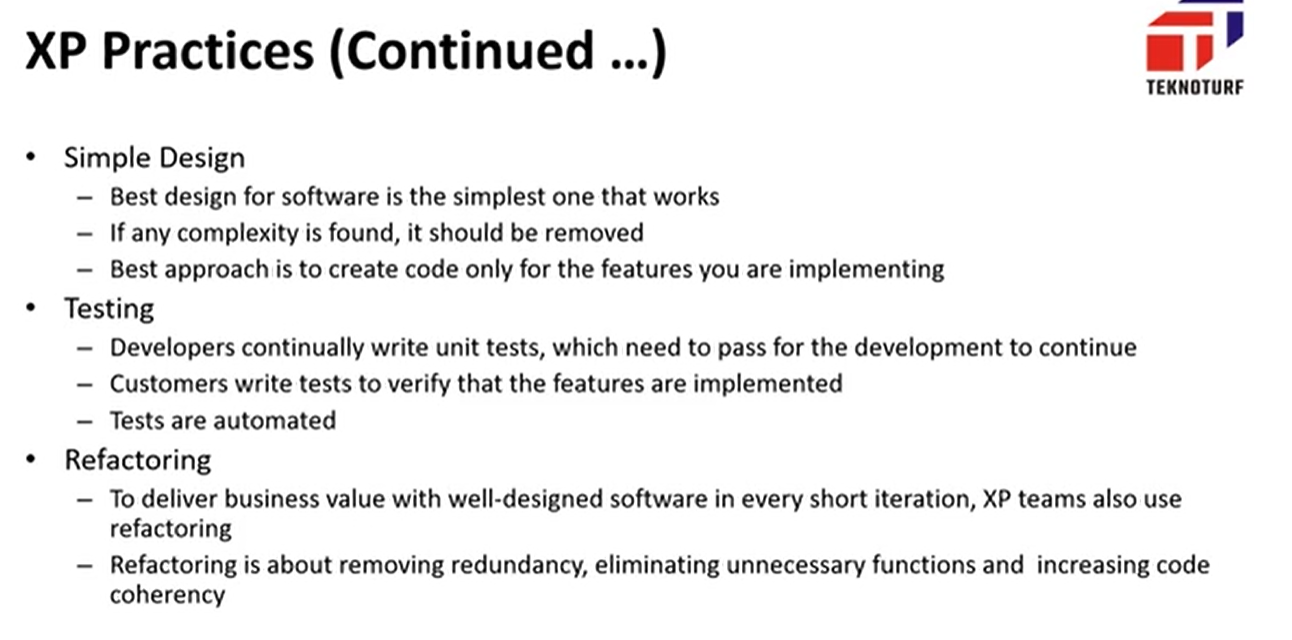 XP Practices (Continued ...)
TEKNOTURF
• Simple Design
– Best design for software is the simplest one that works
– If any complexity is found, it should be removed
– Best approach is to create code only for the features you are implementing
• Testing
– Developers continually write unit tests, which need to pass for the development to continue
– Customers write tests to verify that the features are implemented
– Tests are automated
• Refactoring
– To deliver business value with well-designed software in every short iteration, XP teams also use
refactoring
– Refactoring is about removing redundancy, eliminating unnecessary functions and  increasing code
coherency